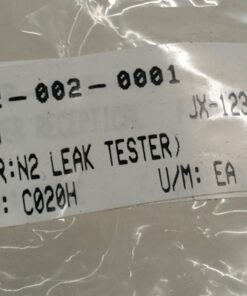 -002-0001
JX-123
R:N2 LEAK TESTER)
: C020H U/M: EA